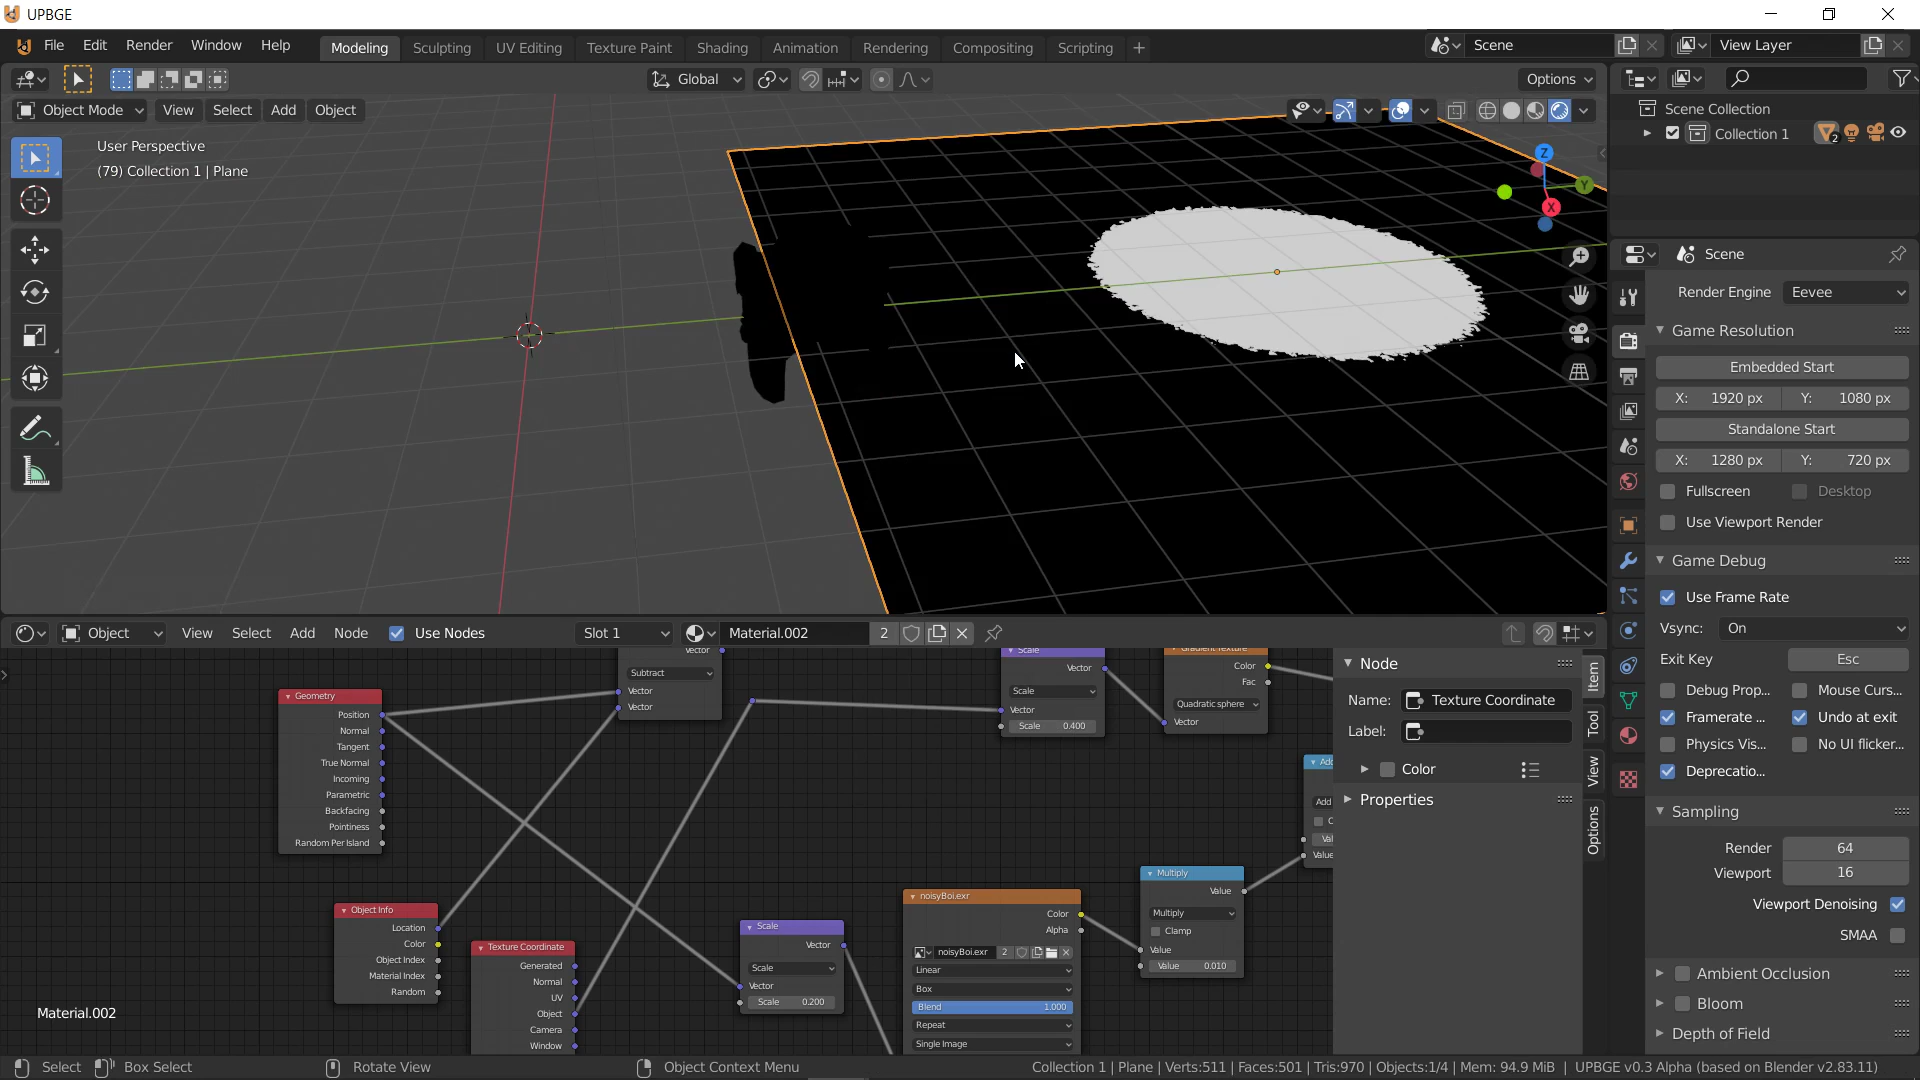 UPBGE
File Edit Render Window Help
Modeling Sculpting UV Editing Texture Paint Shading Animation Rendering Compositing Scripting +
Scene
View Layer
Global
Options
Object Mode View Select Add Object
User Perspective
(79) Collection 1 | Plane
Z
Y
X
Scene Collection
Collection 1
2
Scene
Render Engine Eevee
Game Resolution
Embedded Start
X: 1920 px Y: 1080 px
Standalone Start
X: 1280 px Y: 720 px
Fullscreen Desktop
Use Viewport Render
Game Debug
Use Frame Rate
Vsync: On
Exit Key Esc
Debug Prop... Mouse Curs...
Framerate ... Undo at exit
Physics Vis... No UI flicker...
Deprecatio...
Sampling
Render 64
Viewport 16
Viewport Denoising
SMAA
Ambient Occlusion
Bloom
Depth of Field
Object View Select Add Node Use Nodes Slot 1 Material.002 2
Geometry
Position
Normal
Tangent
True Normal
Incoming
Parametric
Backfacing
Pointiness
Random Per Island
Vector
Subtract
Vector
Vector
Scale
Vector
Scale
Vector
Scale 0.400
Gradient Texture
Color
Fac
Quadratic sphere
Vector
Object Info
Location
Color
Object Index
Material Index
Random
Texture Coordinate
Generated
Normal
UV
Object
Camera
Window
Scale
Vector
Scale
Vector
Scale 0.200
noisyBoi.exr
Color
Alpha
noisyBoi.exr 2
Linear
Box
Blend 1.000
Repeat
Single Image
Multiply
Value
Multiply
Clamp
Value
Value 0.010
Add
Add
C
Val
Value
Node
Name: Texture Coordinate
Label:
Color
Properties
Item
Tool
View
Options
Material.002
Select Box Select Rotate View Object Context Menu Collection 1 | Plane | Verts:511 | Faces:501 | Tris:970 | Objects:1/4 | Mem: 94.9 MiB | UPBGE v0.3 Alpha (based on Blender v2.83.11)